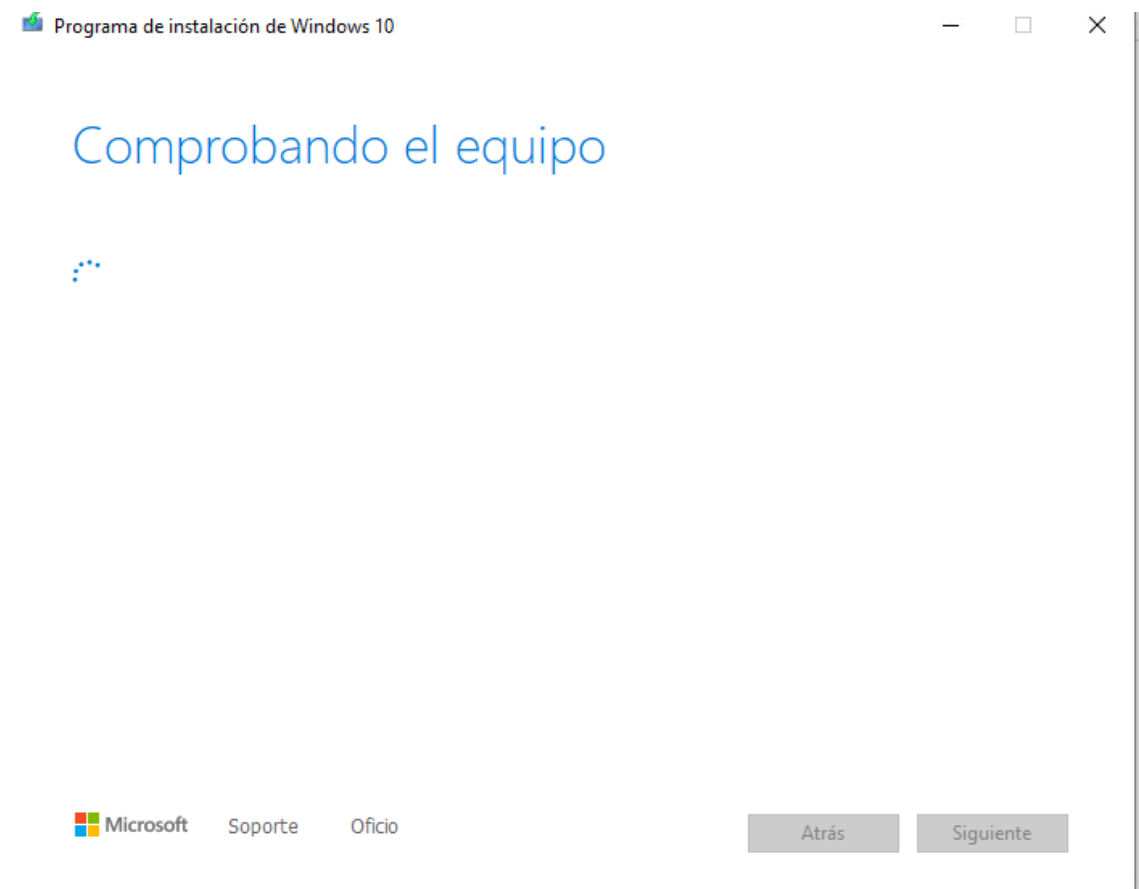 Programa de instalación de Windows 10
Comprobando el equipo
Microsoft Soporte Oficio Atrás Siguiente